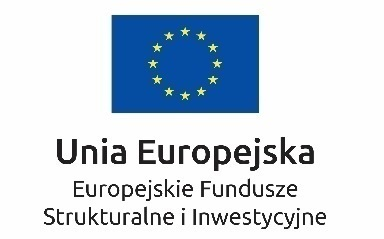 Unia Europejska
Europejskie Fundusze
Strukturalne i Inwestycyjne